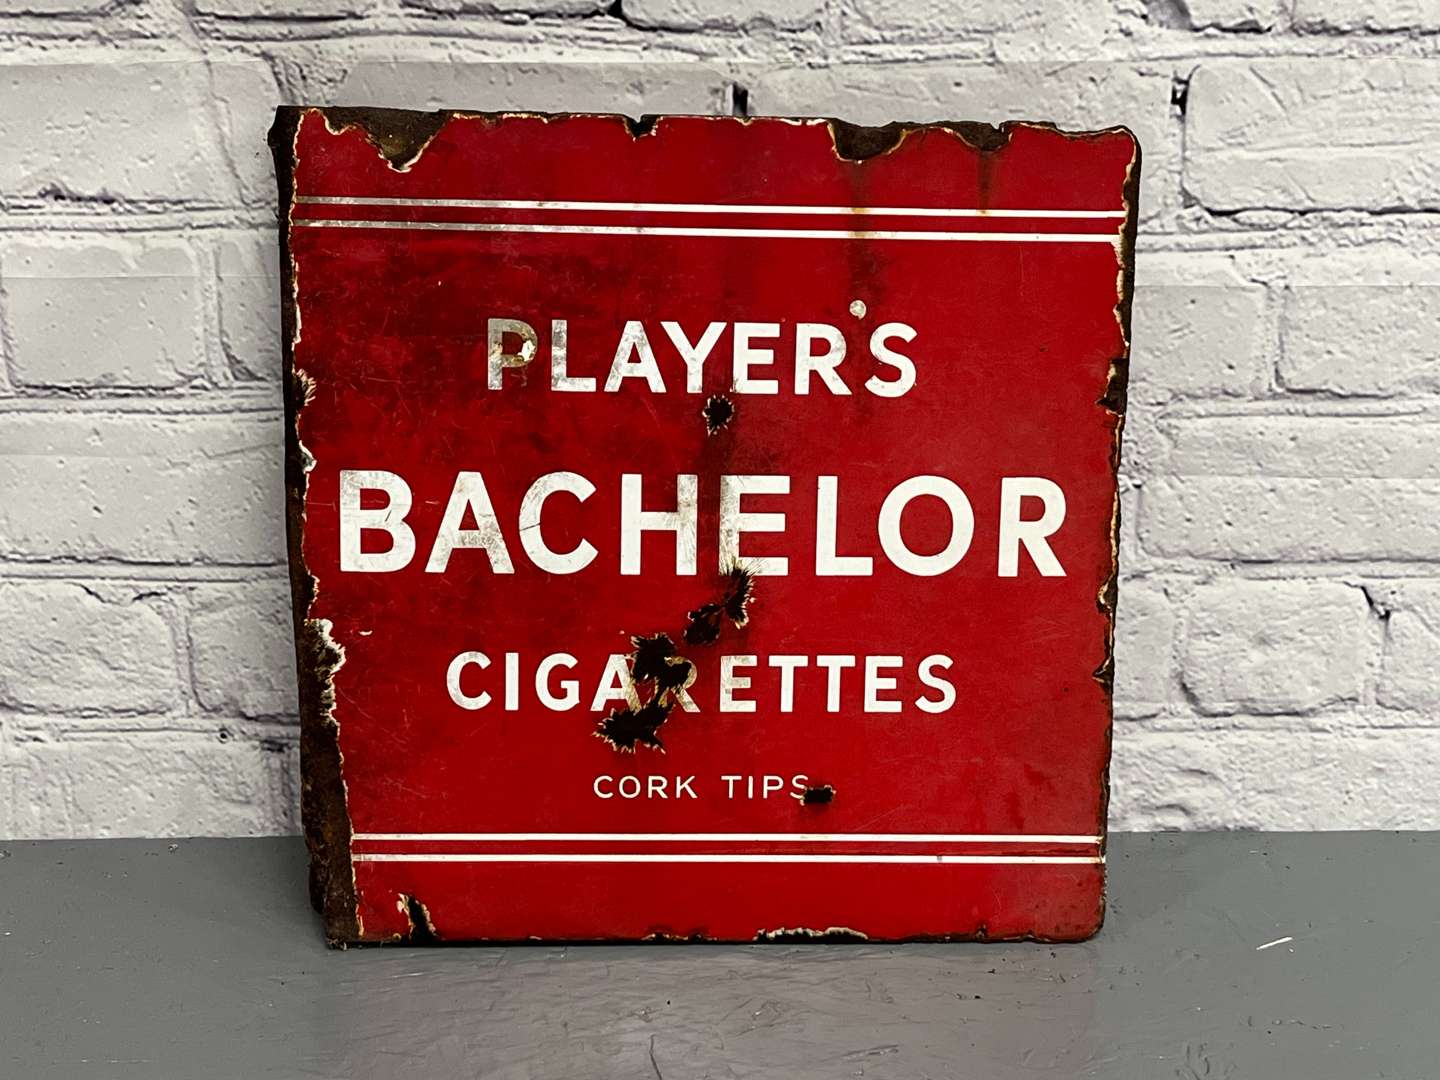 PLAYER'S
BACHELOR
CIGARETTES
CORK TIPS